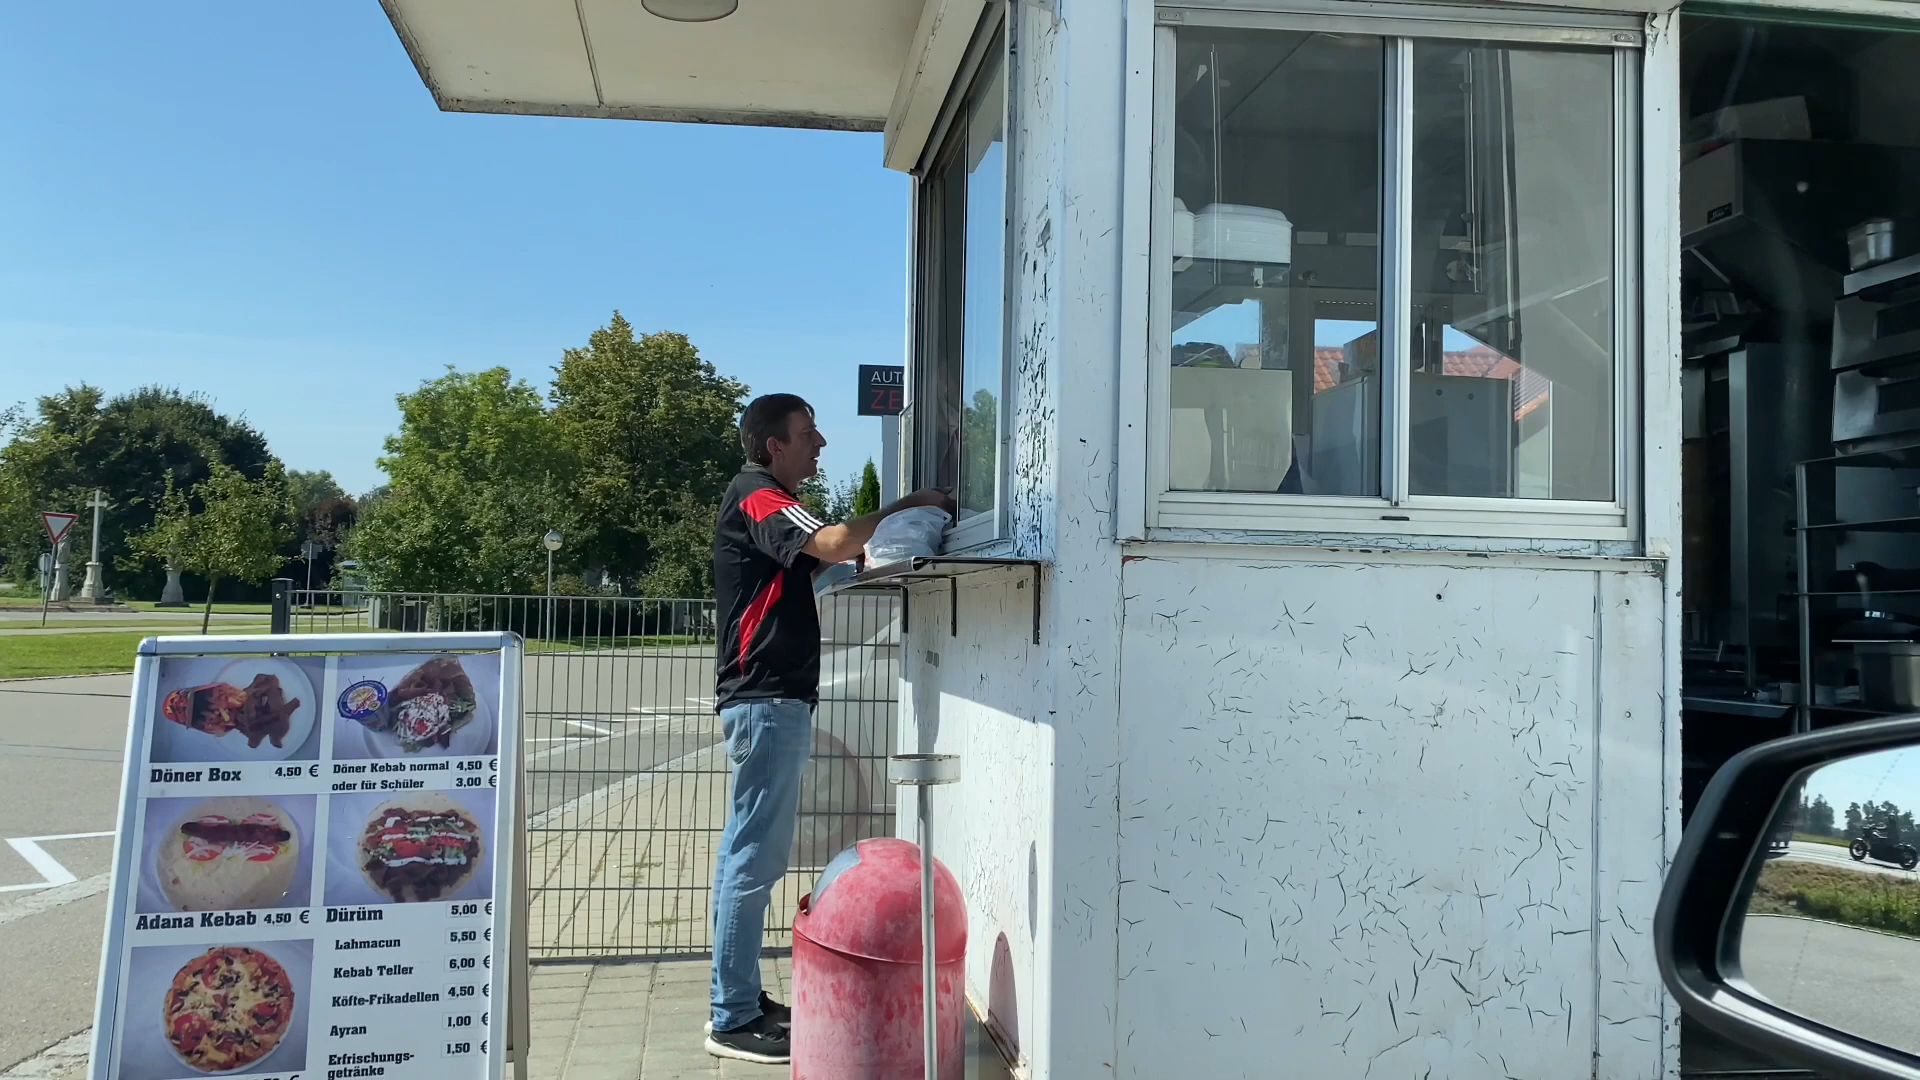 AUT
ZE
Döner Box 4,50 €
Döner Kebab normal 4,50 €
oder für Schüler 3,00 €
Adana Kebab 4,50 €
Dürüm 5,00 €
Lahmacun 5,50 €
Kebab Teller 6,00 €
Köfte-Frikadellen 4,50 €
Ayran 1,00 €
Erfrischungs- 1,50 €
getränke